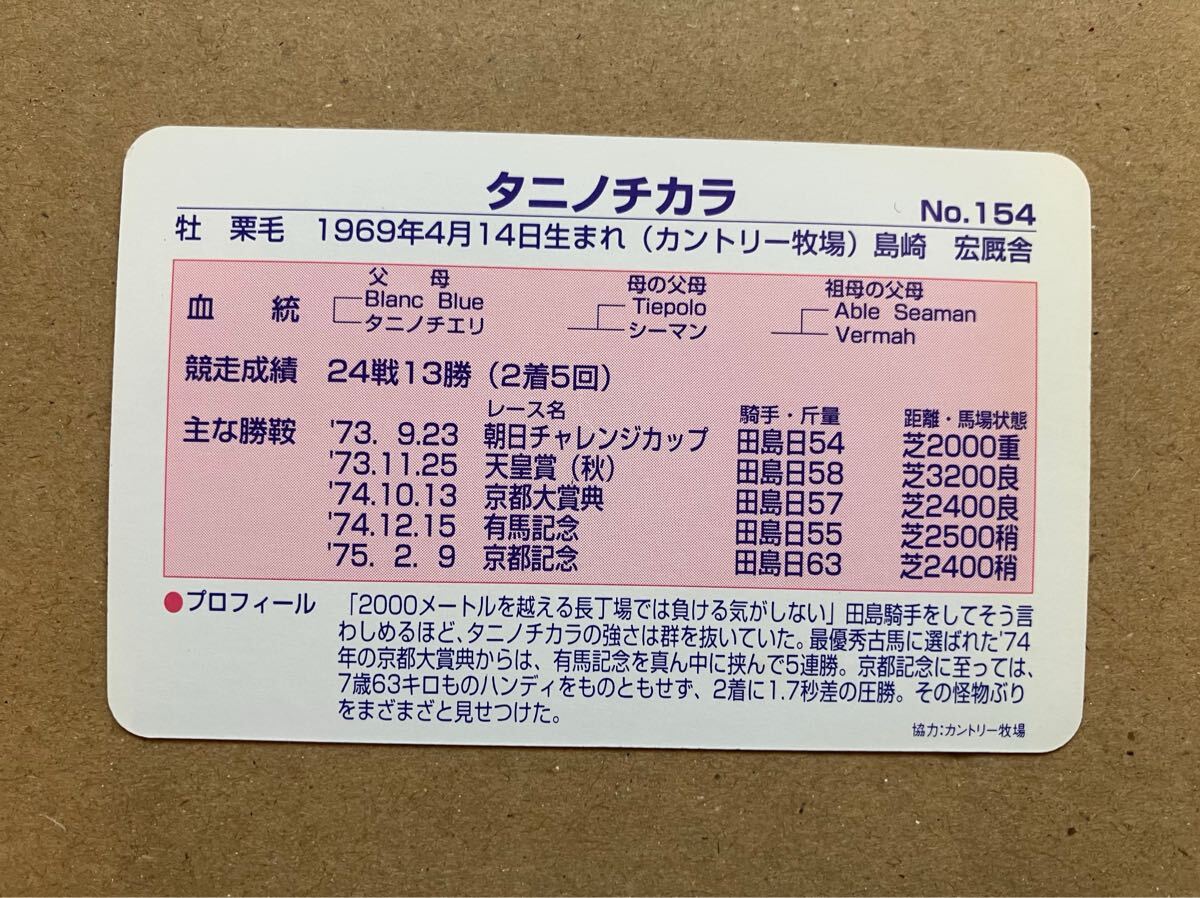 タニノチカラ No.154
牡 栗毛 1969年4月14日生まれ（カントリー牧場）島崎 宏厩舎
父 母 母の父母 祖母の父母
血 統 Blanc Blue Tiepolo Able Seaman
タニノチエリ シーマン Vermah
競走成績 24戦13勝（2着5回）
レース名 騎手・斤量 距離・馬場状態
主な勝鞍 '73. 9.23 朝日チャレンジカップ 田島日54 芝2000重
'73.11.25 天皇賞（秋） 田島日58 芝3200良
'74.10.13 京都大賞典 田島日57 芝2400良
'74.12.15 有馬記念 田島日55 芝2500稍
'75. 2. 9 京都記念 田島日63 芝2400稍
●プロフィール 「2000メートルを越える長丁場では負ける気がしない」田島騎手をしてそう言
わしめるほど、タニノチカラの強さは群を抜いていた。最優秀古馬に選ばれた'74
年の京都大賞典からは、有馬記念を真ん中に挟んで5連勝。京都記念に至っては、
7歳63キロものハンディをものともせず、2着に1.7秒差の圧勝。その怪物ぶり
をまざまざと見せつけた。
協力:カントリー牧場